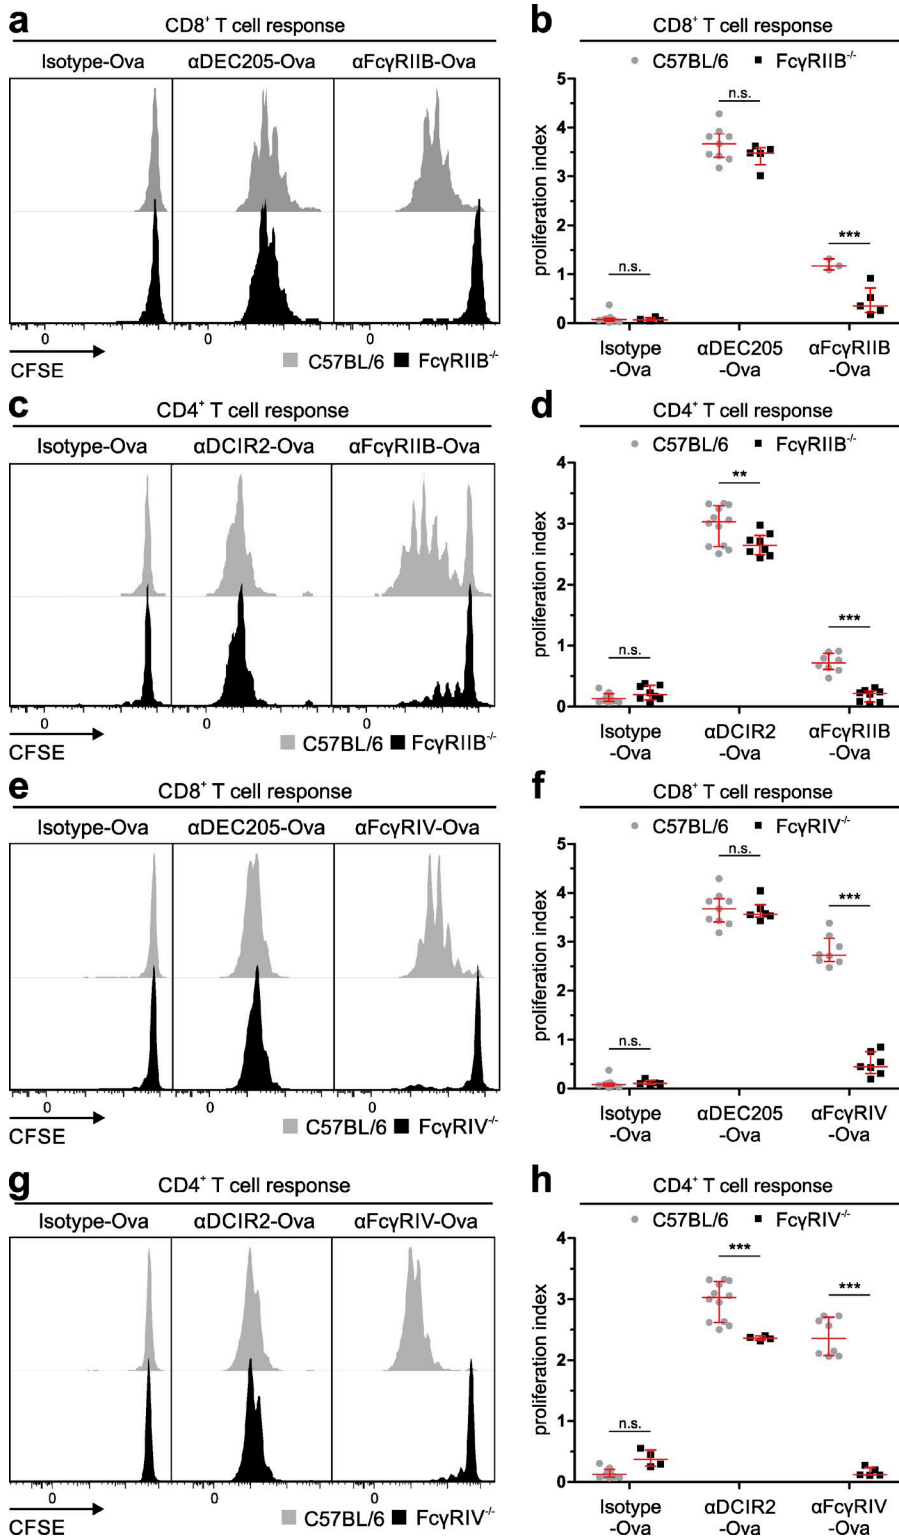 a
CD8⁺ T cell response
Isotype-Ova αDEC205-Ova αFcγRIIB-Ova
0 0 0
CFSE
C57BL/6 FcγRIIB⁻/⁻
b
CD8⁺ T cell response
C57BL/6 FcγRIIB⁻/⁻
proliferation index
5
4
3
2
1
0
n.s.
n.s.
***
Isotype αDEC205 αFcγRIIB
-Ova -Ova -Ova
c
CD4⁺ T cell response
Isotype-Ova αDCIR2-Ova αFcγRIIB-Ova
0 0 0
CFSE
C57BL/6 FcγRIIB⁻/⁻
d
CD4⁺ T cell response
C57BL/6 FcγRIIB⁻/⁻
proliferation index
4
3
2
1
0
n.s.
**
***
Isotype αDCIR2 αFcγRIIB
-Ova -Ova -Ova
e
CD8⁺ T cell response
Isotype-Ova αDEC205-Ova αFcγRIV-Ova
0 0 0
CFSE
C57BL/6 FcγRIV⁻/⁻
f
CD8⁺ T cell response
C57BL/6 FcγRIV⁻/⁻
proliferation index
5
4
3
2
1
0
n.s.
n.s.
***
Isotype αDEC205 αFcγRIV
-Ova -Ova -Ova
g
CD4⁺ T cell response
Isotype-Ova αDCIR2-Ova αFcγRIV-Ova
0 0 0
CFSE
C57BL/6 FcγRIV⁻/⁻
h
CD4⁺ T cell response
C57BL/6 FcγRIV⁻/⁻
proliferation index
4
3
2
1
0
n.s.
***
***
Isotype αDCIR2 αFcγRIV
-Ova -Ova -Ova